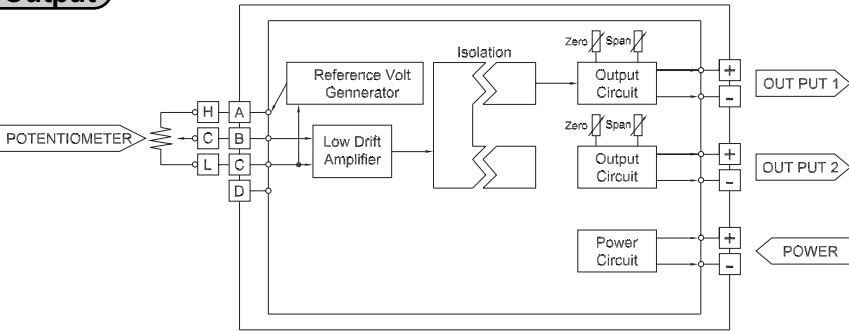 Output
Isolation
Zero Span
Reference Volt
Gennerator
Output
Circuit
+
-
OUT PUT 1
H A
POTENTIOMETER
C B
L C
D
Low Drift
Amplifier
Zero Span
Output
Circuit
+
-
OUT PUT 2
Power
Circuit
+
-
POWER